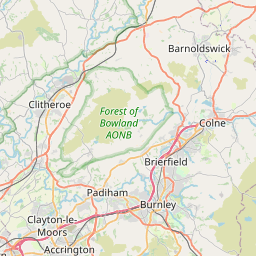 Barnoldswick
Clitheroe
Forest of
Bowland
AONB
Colne
Brierfield
Padiham
Burnley
Clayton-le-
Moors
Accrington